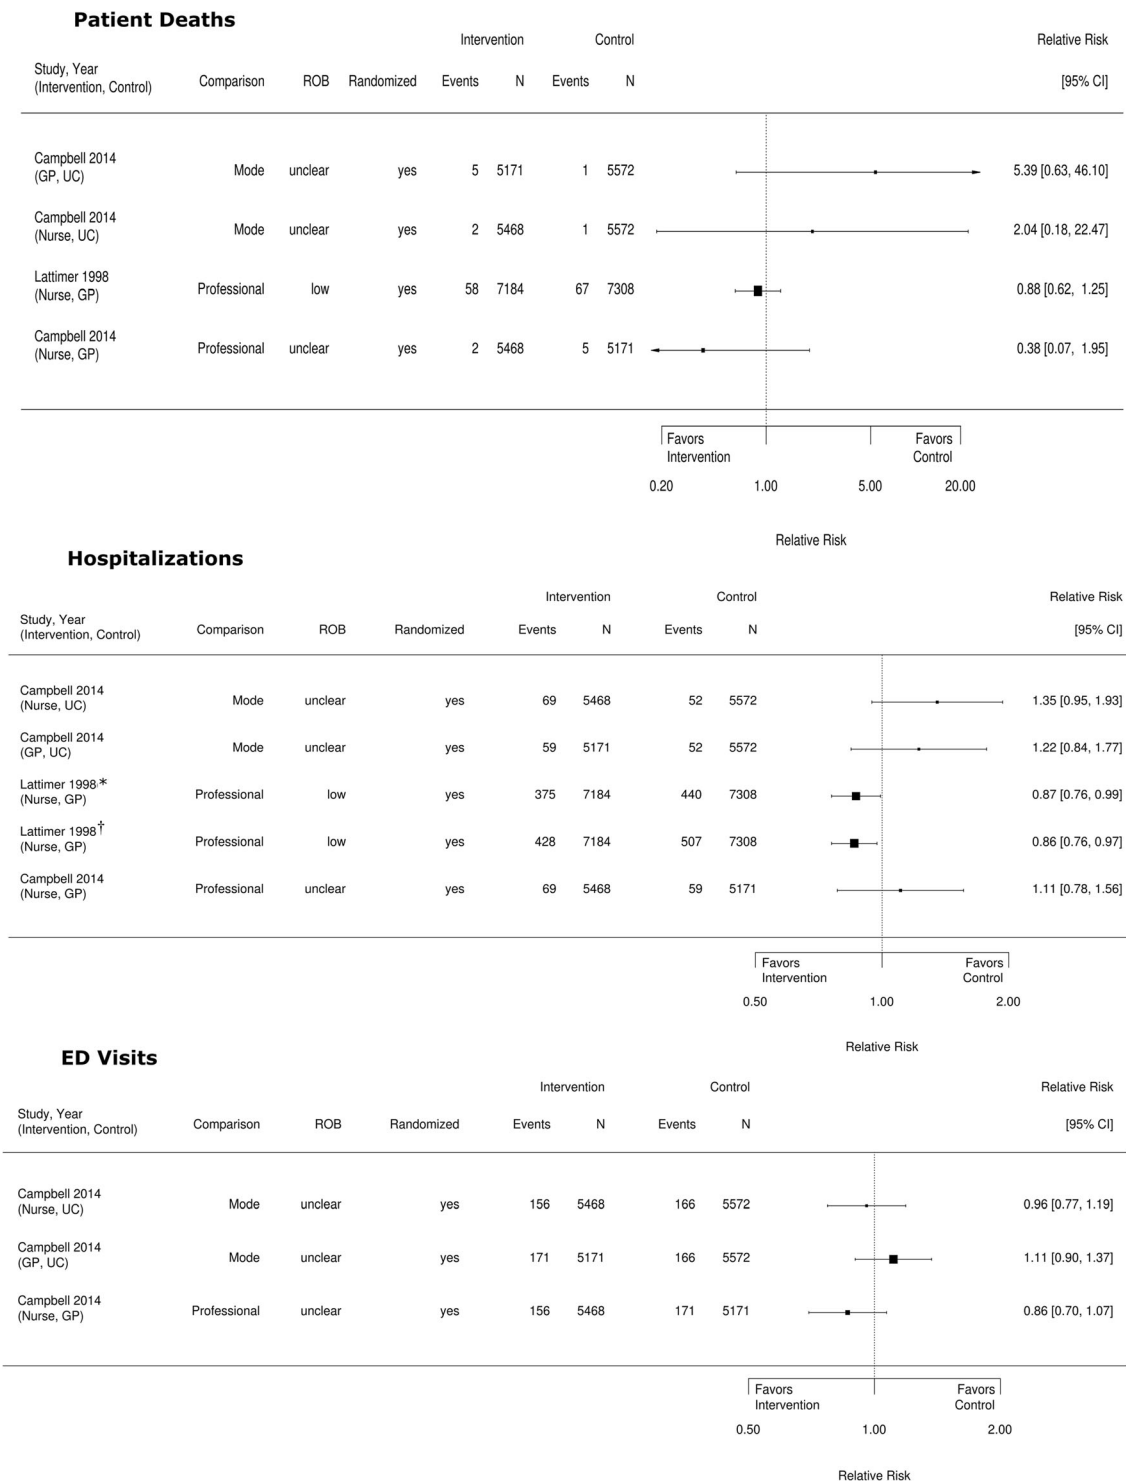 Patient Deaths
Intervention Control Relative Risk
Study, Year
(Intervention, Control) Comparison ROB Randomized Events N Events N [95% CI]
Campbell 2014
(GP, UC) Mode unclear yes 5 5171 1 5572 5.39 [0.63, 46.10]
Campbell 2014
(Nurse, UC) Mode unclear yes 2 5468 1 5572 2.04 [0.18, 22.47]
Lattimer 1998
(Nurse, GP) Professional low yes 58 7184 67 7308 0.88 [0.62, 1.25]
Campbell 2014
(Nurse, GP) Professional unclear yes 2 5468 5 5171 0.38 [0.07, 1.95]
Favors Favors
Intervention Control
0.20 1.00 5.00 20.00
Relative Risk
Hospitalizations
Intervention Control Relative Risk
Study, Year
(Intervention, Control) Comparison ROB Randomized Events N Events N [95% CI]
Campbell 2014
(Nurse, UC) Mode unclear yes 69 5468 52 5572 1.35 [0.95, 1.93]
Campbell 2014
(GP, UC) Mode unclear yes 59 5171 52 5572 1.22 [0.84, 1.77]
Lattimer 1998*
(Nurse, GP) Professional low yes 375 7184 440 7308 0.87 [0.76, 0.99]
Lattimer 1998†
(Nurse, GP) Professional low yes 428 7184 507 7308 0.86 [0.76, 0.97]
Campbell 2014
(Nurse, GP) Professional unclear yes 69 5468 59 5171 1.11 [0.78, 1.56]
Favors Favors
Intervention Control
0.50 1.00 2.00
Relative Risk
ED Visits
Intervention Control Relative Risk
Study, Year
(Intervention, Control) Comparison ROB Randomized Events N Events N [95% CI]
Campbell 2014
(Nurse, UC) Mode unclear yes 156 5468 166 5572 0.96 [0.77, 1.19]
Campbell 2014
(GP, UC) Mode unclear yes 171 5171 166 5572 1.11 [0.90, 1.37]
Campbell 2014
(Nurse, GP) Professional unclear yes 156 5468 171 5171 0.86 [0.70, 1.07]
Favors Favors
Intervention Control
0.50 1.00 2.00
Relative Risk